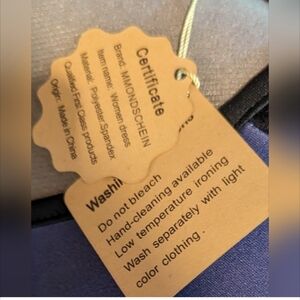 Certificate
Brand: MMONDSCHEIN
Item name: Women dress
Material: Polyester,Spandex
Qualified:First Class products
Origin: Made in China
Washi
Do not bleach
Hand-cleaning available
Low temperature ironing
Wash separately with light
color clothing .